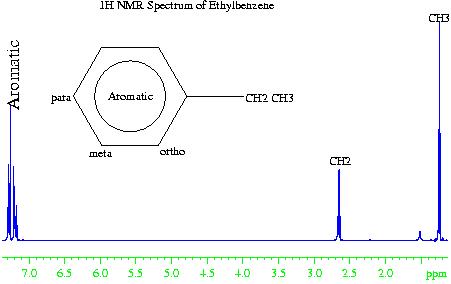 1H NMR Spectrum of Ethylbenzene
CH3
Aromatic
para
Aromatic
CH2 CH3
meta
ortho
CH2
7.0 6.5 6.0 5.5 5.0 4.5 4.0 3.5 3.0 2.5 2.0 ppm